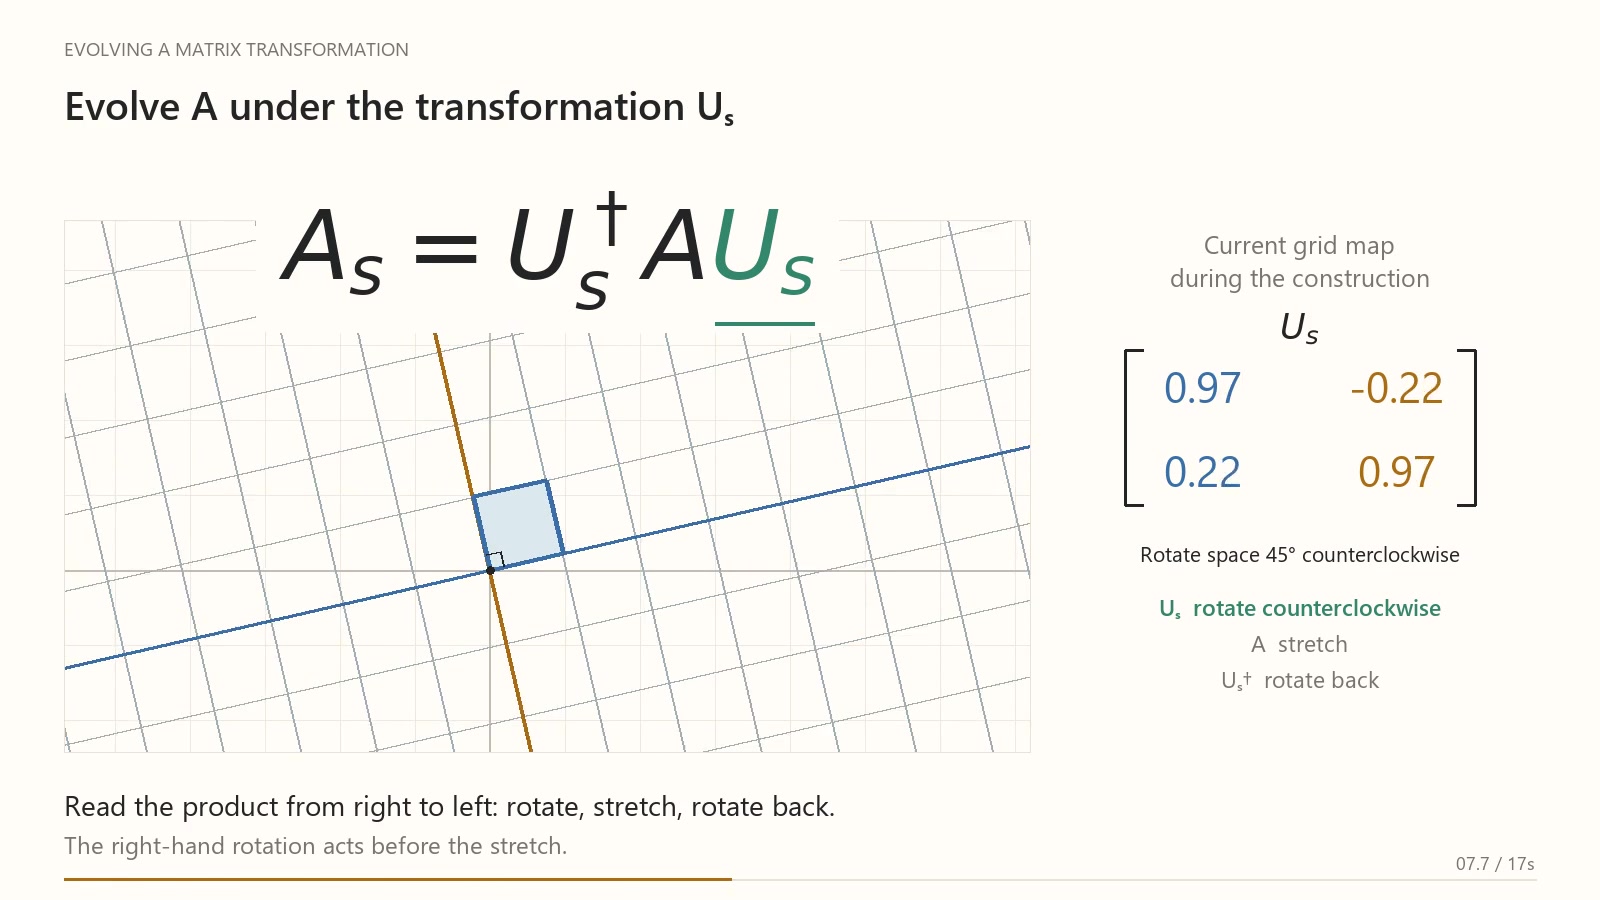 EVOLVING A MATRIX TRANSFORMATION
Evolve A under the transformation Uₛ
Aₛ = Uₛ†AUₛ
Current grid map
during the construction
Uₛ
0.97 -0.22
0.22 0.97
Rotate space 45° counterclockwise
Uₛ rotate counterclockwise
A stretch
Uₛ† rotate back
Read the product from right to left: rotate, stretch, rotate back.
The right-hand rotation acts before the stretch.
07.7 / 17s